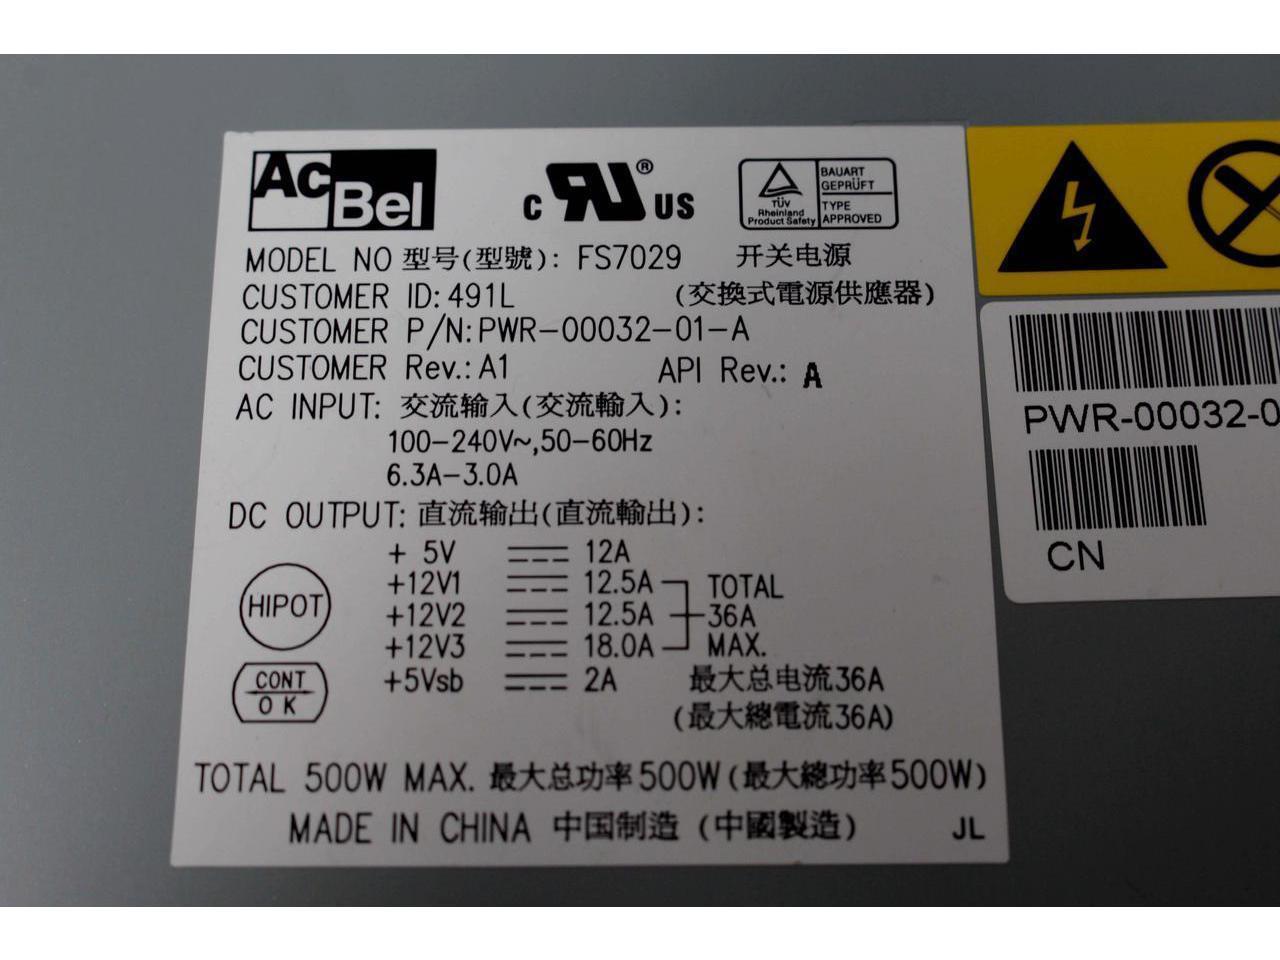 AcBel
c RU ® US
TÜV Rheinland Product Safety
BAUART GEPRÜFT
TYPE APPROVED
MODEL NO 型号(型號): FS7029 开关电源
CUSTOMER ID: 491L (交換式電源供應器)
CUSTOMER P/N: PWR-00032-01-A
CUSTOMER Rev.: A1 API Rev.: A
AC INPUT: 交流输入(交流輸入):
100-240V~,50-60Hz
6.3A-3.0A
DC OUTPUT: 直流输出(直流輸出):
+ 5V 12A
+12V1 12.5A
+12V2 12.5A
+12V3 18.0A
TOTAL
36A
MAX.
+5Vsb 2A
最大总电流36A
(最大總電流36A)
HIPOT
CONT
OK
TOTAL 500W MAX. 最大总功率500W(最大總功率500W)
MADE IN CHINA 中国制造 (中國製造) JL
PWR-00032-0
CN